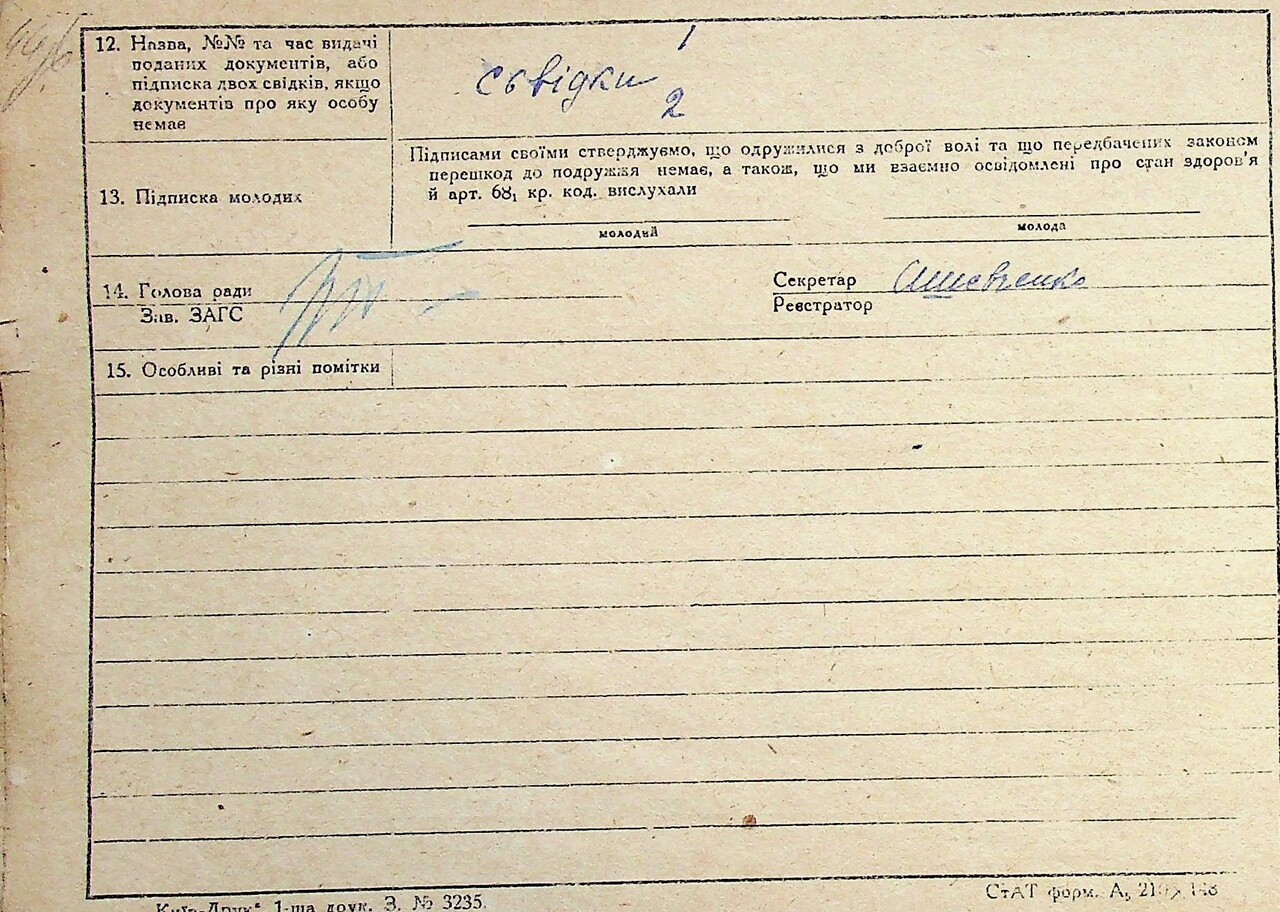 12. Назва, №№ та час видачі
поданих документів, або
підписка двох свідків, якщо
документів про яку особу
немає
1
свідки
2
13. Підписка молодих
Підписами своїми стверджуємо, що одружилися з доброї волі та що передбачених законом
перешкод до подружжя немає, а також, що ми взаємно освідомлені про стан здоров'я
й арт. 68₁ кр. код. вислухали
молодий
молода
14. Голова ради
Зав. ЗАГС
Секретар
Реєстратор
15. Особливі та різні помітки
Київ-Друк" 1-ша друк. З. № 3235.
СтАТ форм. А₅